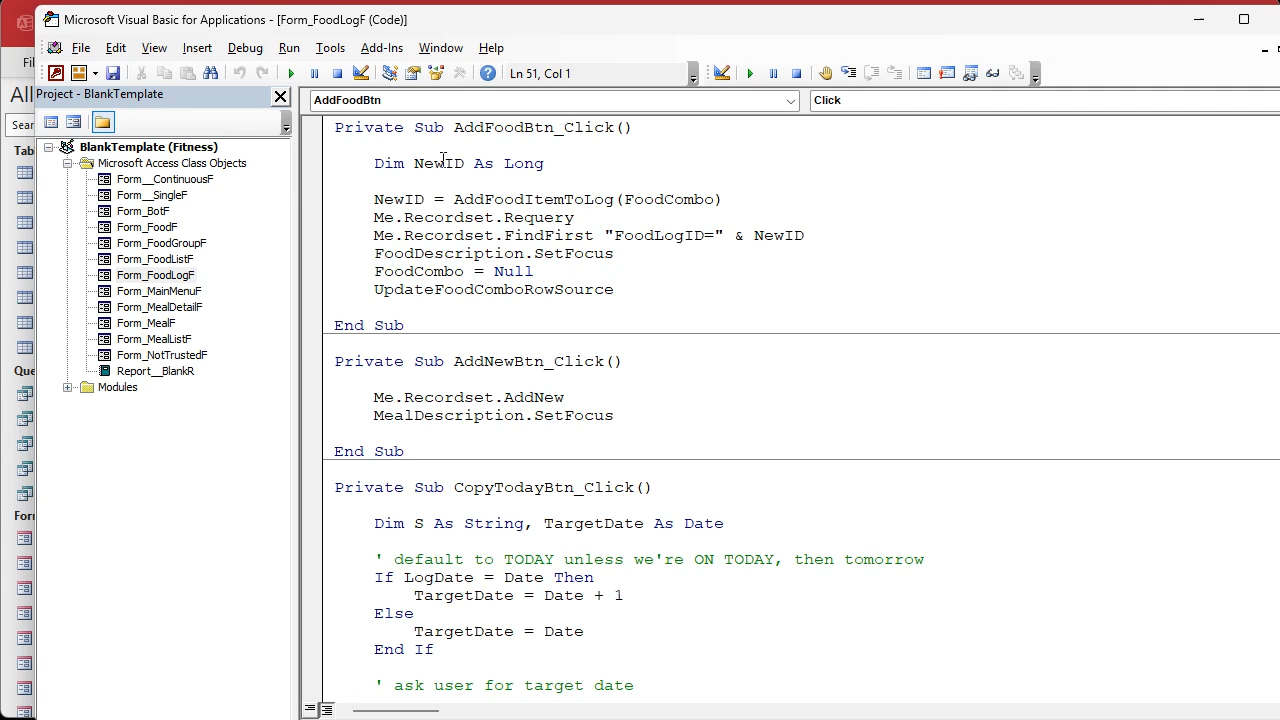 Microsoft Visual Basic for Applications - [Form_FoodLogF (Code)]
File Edit View Insert Debug Run Tools Add-Ins Window Help
Ln 51, Col 1
Project - BlankTemplate
AddFoodBtn
Click
BlankTemplate (Fitness)
Microsoft Access Class Objects
Form__ContinuousF
Form__SingleF
Form_BotF
Form_FoodF
Form_FoodGroupF
Form_FoodListF
Form_FoodLogF
Form_MainMenuF
Form_MealDetailF
Form_MealF
Form_MealListF
Form_NotTrustedF
Report__BlankR
Modules
Private Sub AddFoodBtn_Click()
Dim NewID As Long
NewID = AddFoodItemToLog(FoodCombo)
Me.Recordset.Requery
Me.Recordset.FindFirst "FoodLogID=" & NewID
FoodDescription.SetFocus
FoodCombo = Null
UpdateFoodComboRowSource
End Sub
Private Sub AddNewBtn_Click()
Me.Recordset.AddNew
MealDescription.SetFocus
End Sub
Private Sub CopyTodayBtn_Click()
Dim S As String, TargetDate As Date
' default to TODAY unless we're ON TODAY, then tomorrow
If LogDate = Date Then
TargetDate = Date + 1
Else
TargetDate = Date
End If
' ask user for target date